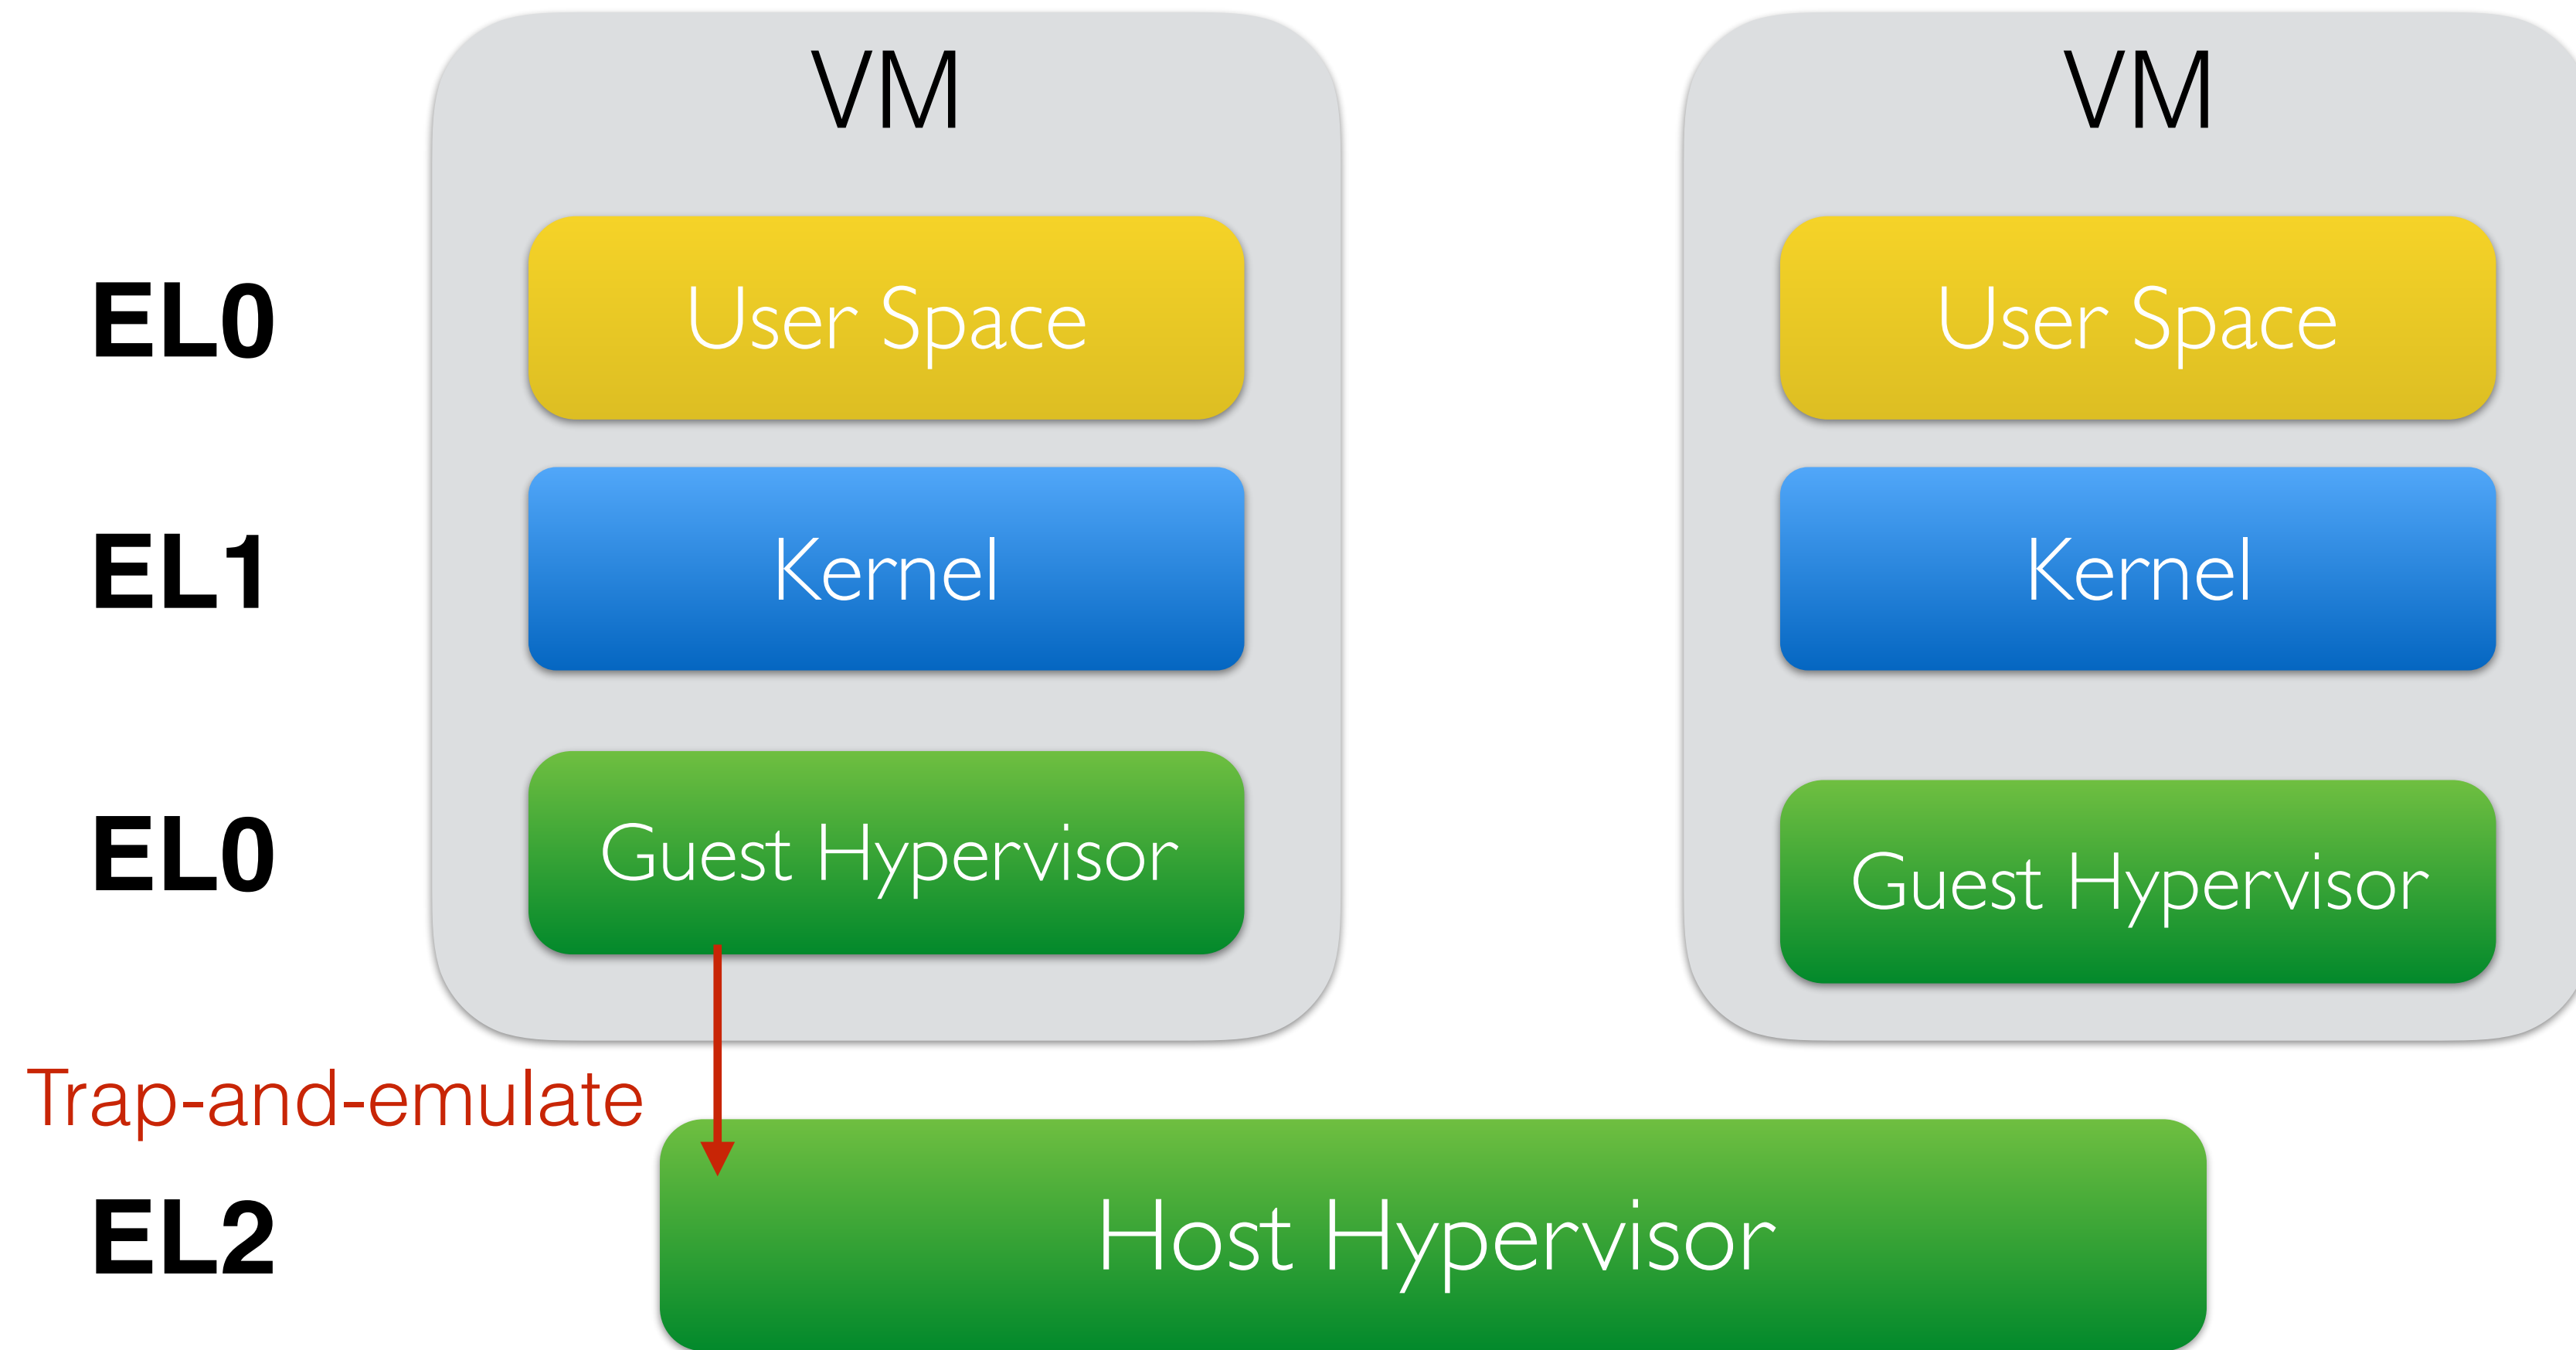 VM
VM
EL0
User Space
User Space
EL1
Kernel
Kernel
EL0
Guest Hypervisor
Guest Hypervisor
Trap-and-emulate
EL2
Host Hypervisor